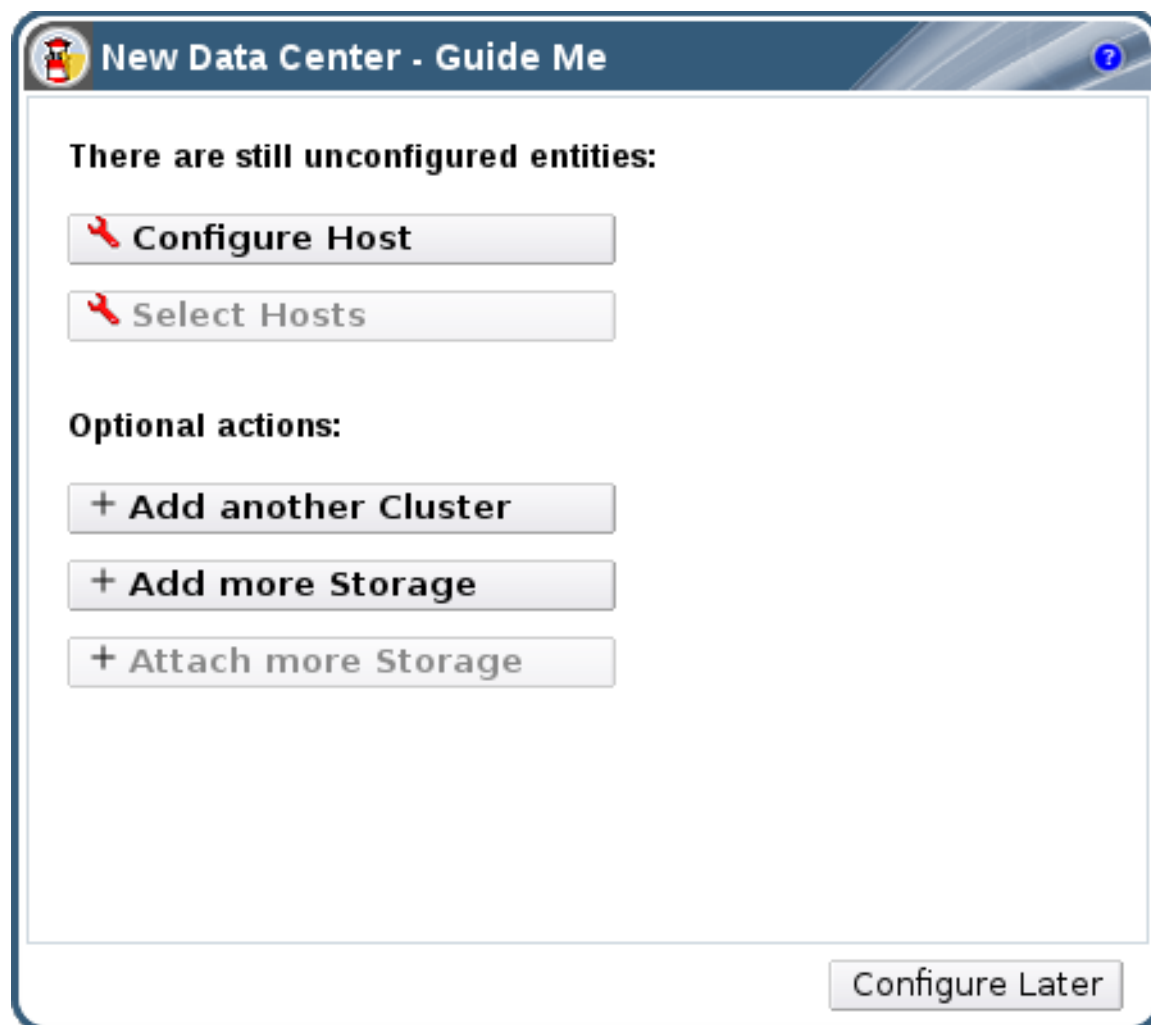 New Data Center - Guide Me
?
There are still unconfigured entities:
Configure Host
Select Hosts
Optional actions:
+ Add another Cluster
+ Add more Storage
+ Attach more Storage
Configure Later